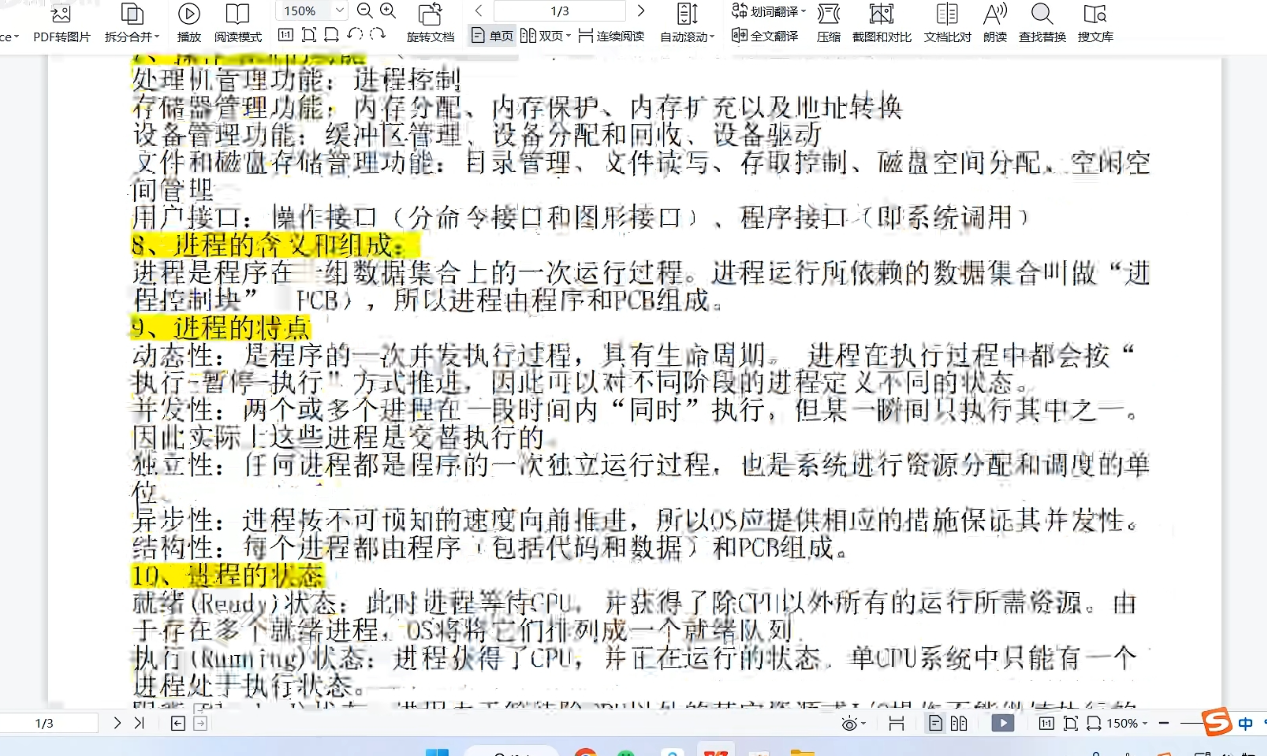 150%
1/3
划词翻译
PDF转图片
拆分合并
播放
阅读模式
旋转文档
单页
双页
连续阅读
自动滚动
全文翻译
压缩
截图和对比
文档比对
朗读
查找替换
搜文库
处理机管理功能：进程控制
存储器管理功能：内存分配、内存保护、内存扩充以及地址转换
设备管理功能：缓冲区管理、设备分配和回收、设备驱动
文件和磁盘存储管理功能：目录管理、文件读写、存取控制、磁盘空间分配、空闲空
间管理
用户接口：操作接口（分命令接口和图形接口）、程序接口（即系统调用）
8、进程的含义和组成：
进程是程序在一组数据集合上的一次运行过程。进程运行所依赖的数据集合叫做“进
程控制块” PCB），所以进程由程序和PCB组成。
9、进程的特点
动态性：是程序的一次并发执行过程，具有生命周期。 进程在执行过程中都会按“
执行-暂停-执行”方式推进，因此可以对不同阶段的进程定义不同的状态。
并发性：两个或多个进程在一段时间内“同时”执行，但某一瞬间只执行其中之一。
因此实际上这些进程是交替执行的。
独立性：任何进程都是程序的一次独立运行过程，也是系统进行资源分配和调度的单
位。
异步性：进程按不可预知的速度向前推进，所以OS应提供相应的措施保证其并发性。
结构性：每个进程都由程序（包括代码和数据）和PCB组成。
10、进程的状态
就绪(Ready)状态：此时进程等待CPU，并获得了除CPU以外所有的运行所需资源。由
于存在多个就绪进程，OS将将它们排列成一个就绪队列
执行(Running)状态：进程获得了CPU，并正在运行的状态。单CPU系统中只能有一个
进程处于执行状态。
1/3
150%
中